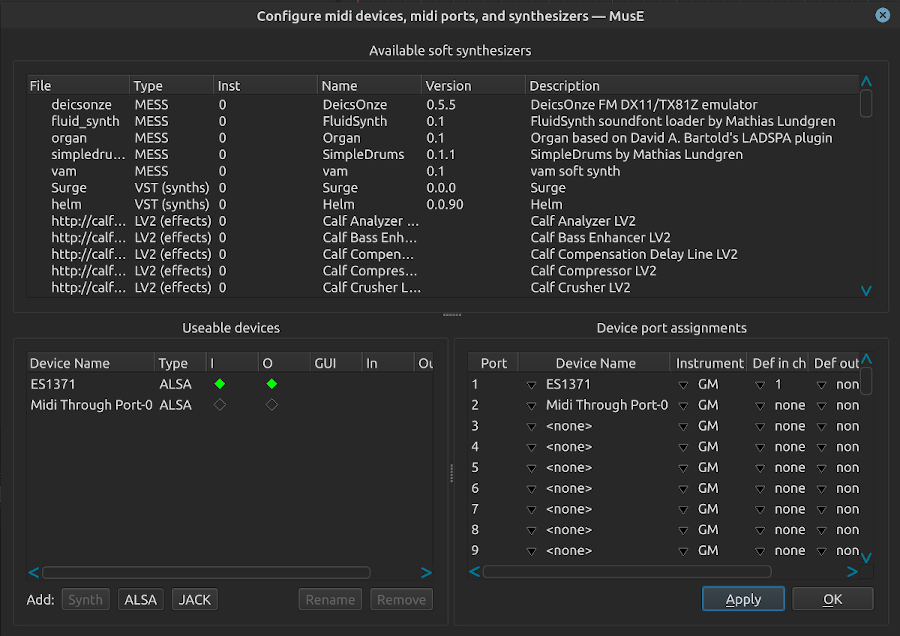 Configure midi devices, midi ports, and synthesizers — MusE
Available soft synthesizers
File Type Inst Name Version Description
deicsonze MESS 0 DeicsOnze 0.5.5 DeicsOnze FM DX11/TX81Z emulator
fluid_synth MESS 0 FluidSynth 0.1 FluidSynth soundfont loader by Mathias Lundgren
organ MESS 0 Organ 0.1 Organ based on David A. Bartold's LADSPA plugin
simpledru... MESS 0 SimpleDrums 0.1.1 SimpleDrums by Mathias Lundgren
vam MESS 0 vam 0.1 vam soft synth
Surge VST (synths) 0 Surge 0.0.0 Surge
helm VST (synths) 0 Helm 0.0.90 Helm
http://calf... LV2 (effects) 0 Calf Analyzer ... Calf Analyzer LV2
http://calf... LV2 (effects) 0 Calf Bass Enh... Calf Bass Enhancer LV2
http://calf... LV2 (effects) 0 Calf Compen... Calf Compensation Delay Line LV2
http://calf... LV2 (effects) 0 Calf Compres... Calf Compressor LV2
http://calf... LV2 (effects) 0 Calf Crusher L... Calf Crusher LV2
Useable devices
Device Name Type I O GUI In Ou
ES1371 ALSA
Midi Through Port-0 ALSA
Add: Synth ALSA JACK Rename Remove
Device port assignments
Port Device Name Instrument Def in ch Def out
1 ES1371 GM 1 non
2 Midi Through Port-0 GM none non
3 <none> GM none non
4 <none> GM none non
5 <none> GM none non
6 <none> GM none non
7 <none> GM none non
8 <none> GM none non
9 <none> GM none non
Apply OK